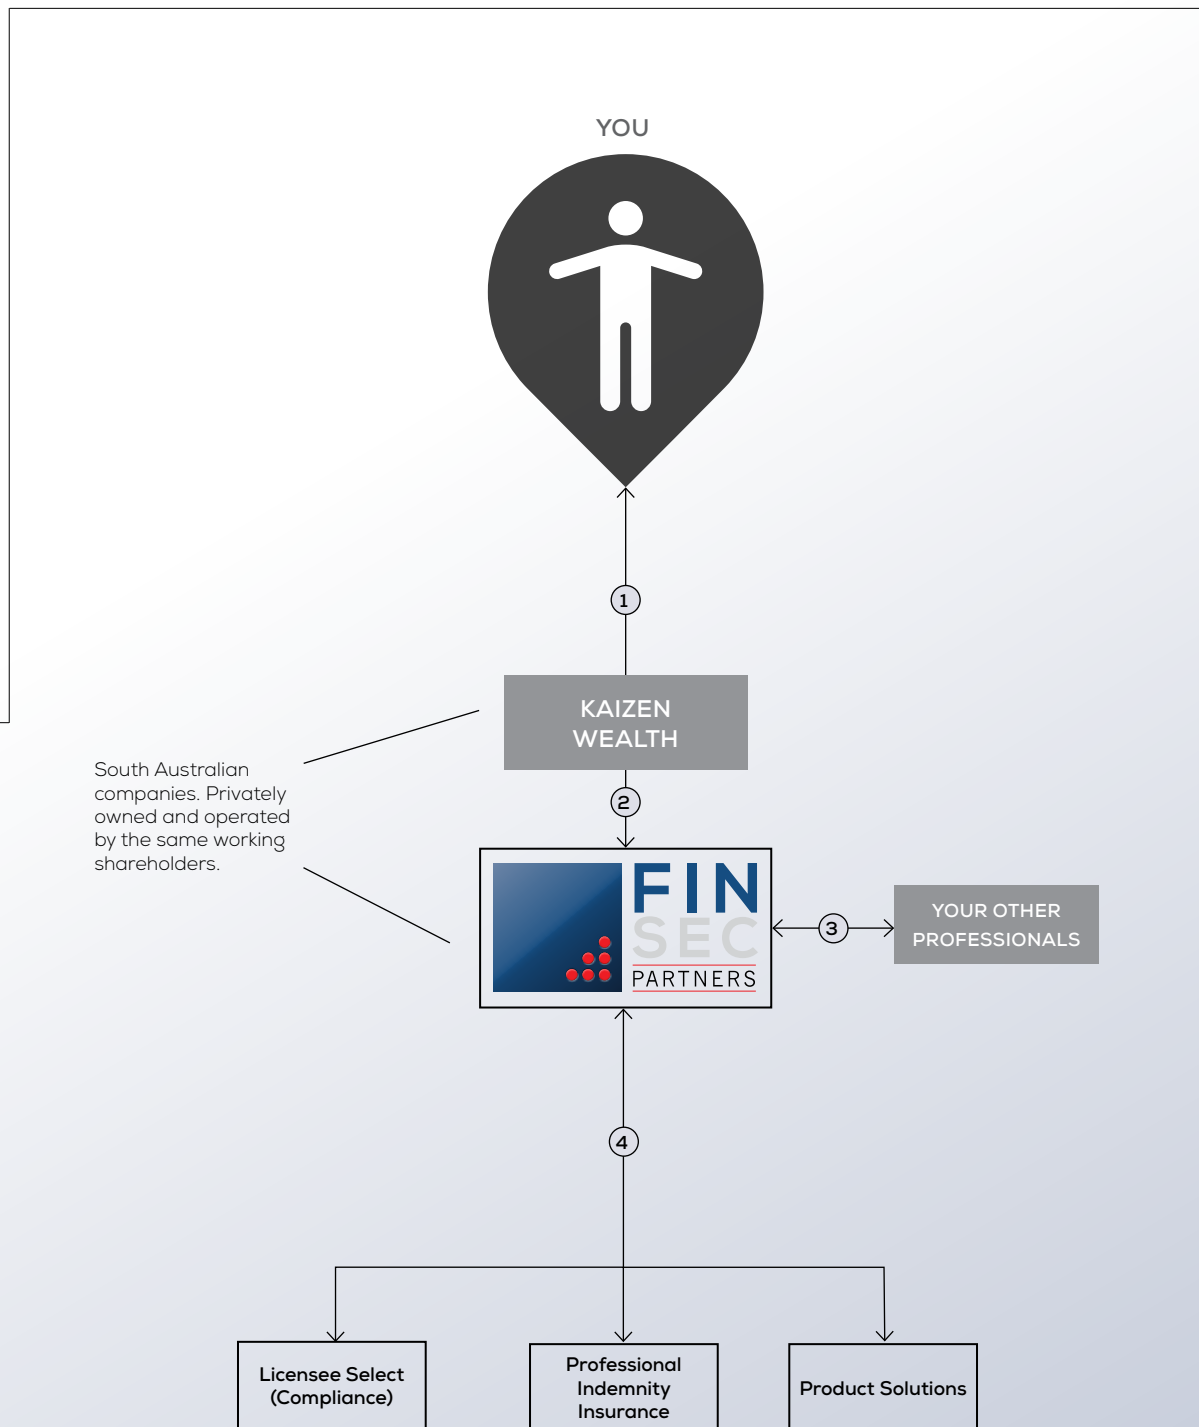 YOU
1
KAIZEN
WEALTH
South Australian
companies. Privately
owned and operated
by the same working
shareholders.
2
FIN
SEC
PARTNERS
3
YOUR OTHER
PROFESSIONALS
4
Licensee Select
(Compliance)
Professional
Indemnity
Insurance
Product Solutions